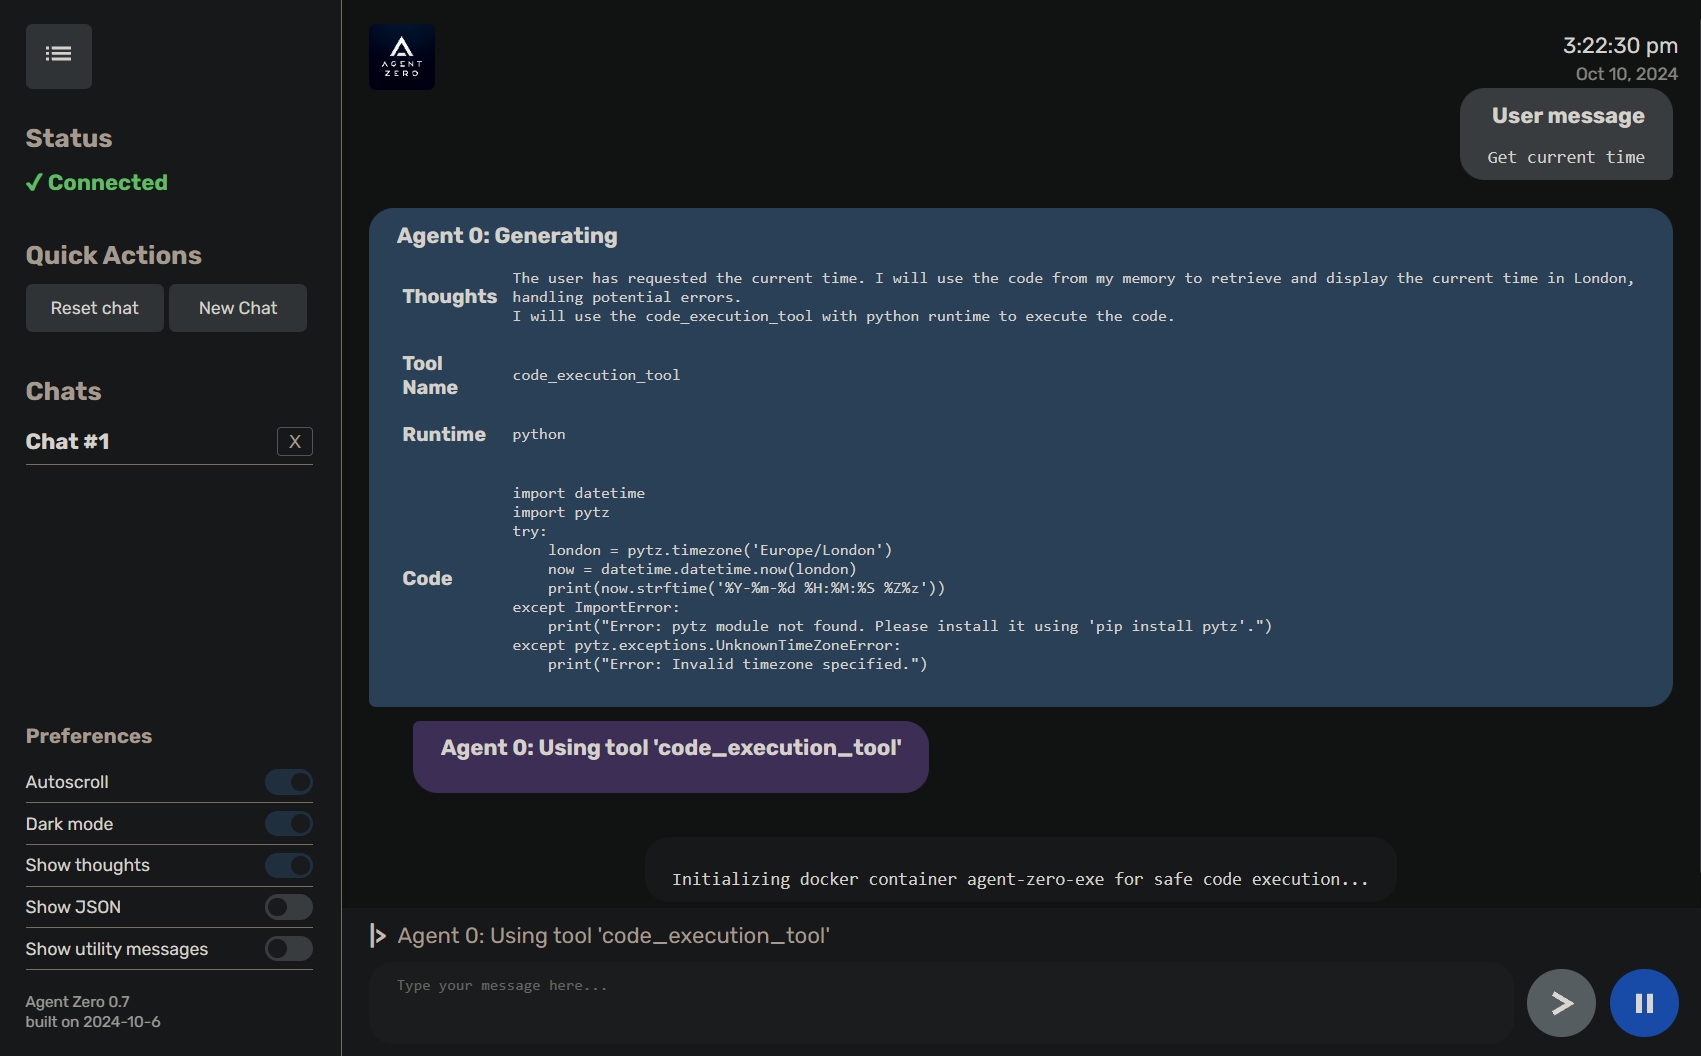 Status
✓ Connected
Quick Actions
Reset chat
New Chat
Chats
Chat #1
X
Preferences
Autoscroll
Dark mode
Show thoughts
Show JSON
Show utility messages
Agent Zero 0.7
built on 2024-10-6
AGENT
ZERO
3:22:30 pm
Oct 10, 2024
User message
Get current time
Agent 0: Generating
Thoughts
The user has requested the current time. I will use the code from my memory to retrieve and display the current time in London,
handling potential errors.
I will use the code_execution_tool with python runtime to execute the code.
Tool
Name
code_execution_tool
Runtime
python
Code
import datetime
import pytz
try:
    london = pytz.timezone('Europe/London')
    now = datetime.datetime.now(london)
    print(now.strftime('%Y-%m-%d %H:%M:%S %Z%z'))
except ImportError:
    print("Error: pytz module not found. Please install it using 'pip install pytz'.")
except pytz.exceptions.UnknownTimeZoneError:
    print("Error: Invalid timezone specified.")
Agent 0: Using tool 'code_execution_tool'
Initializing docker container agent-zero-exe for safe code execution...
|> Agent 0: Using tool 'code_execution_tool'
Type your message here...